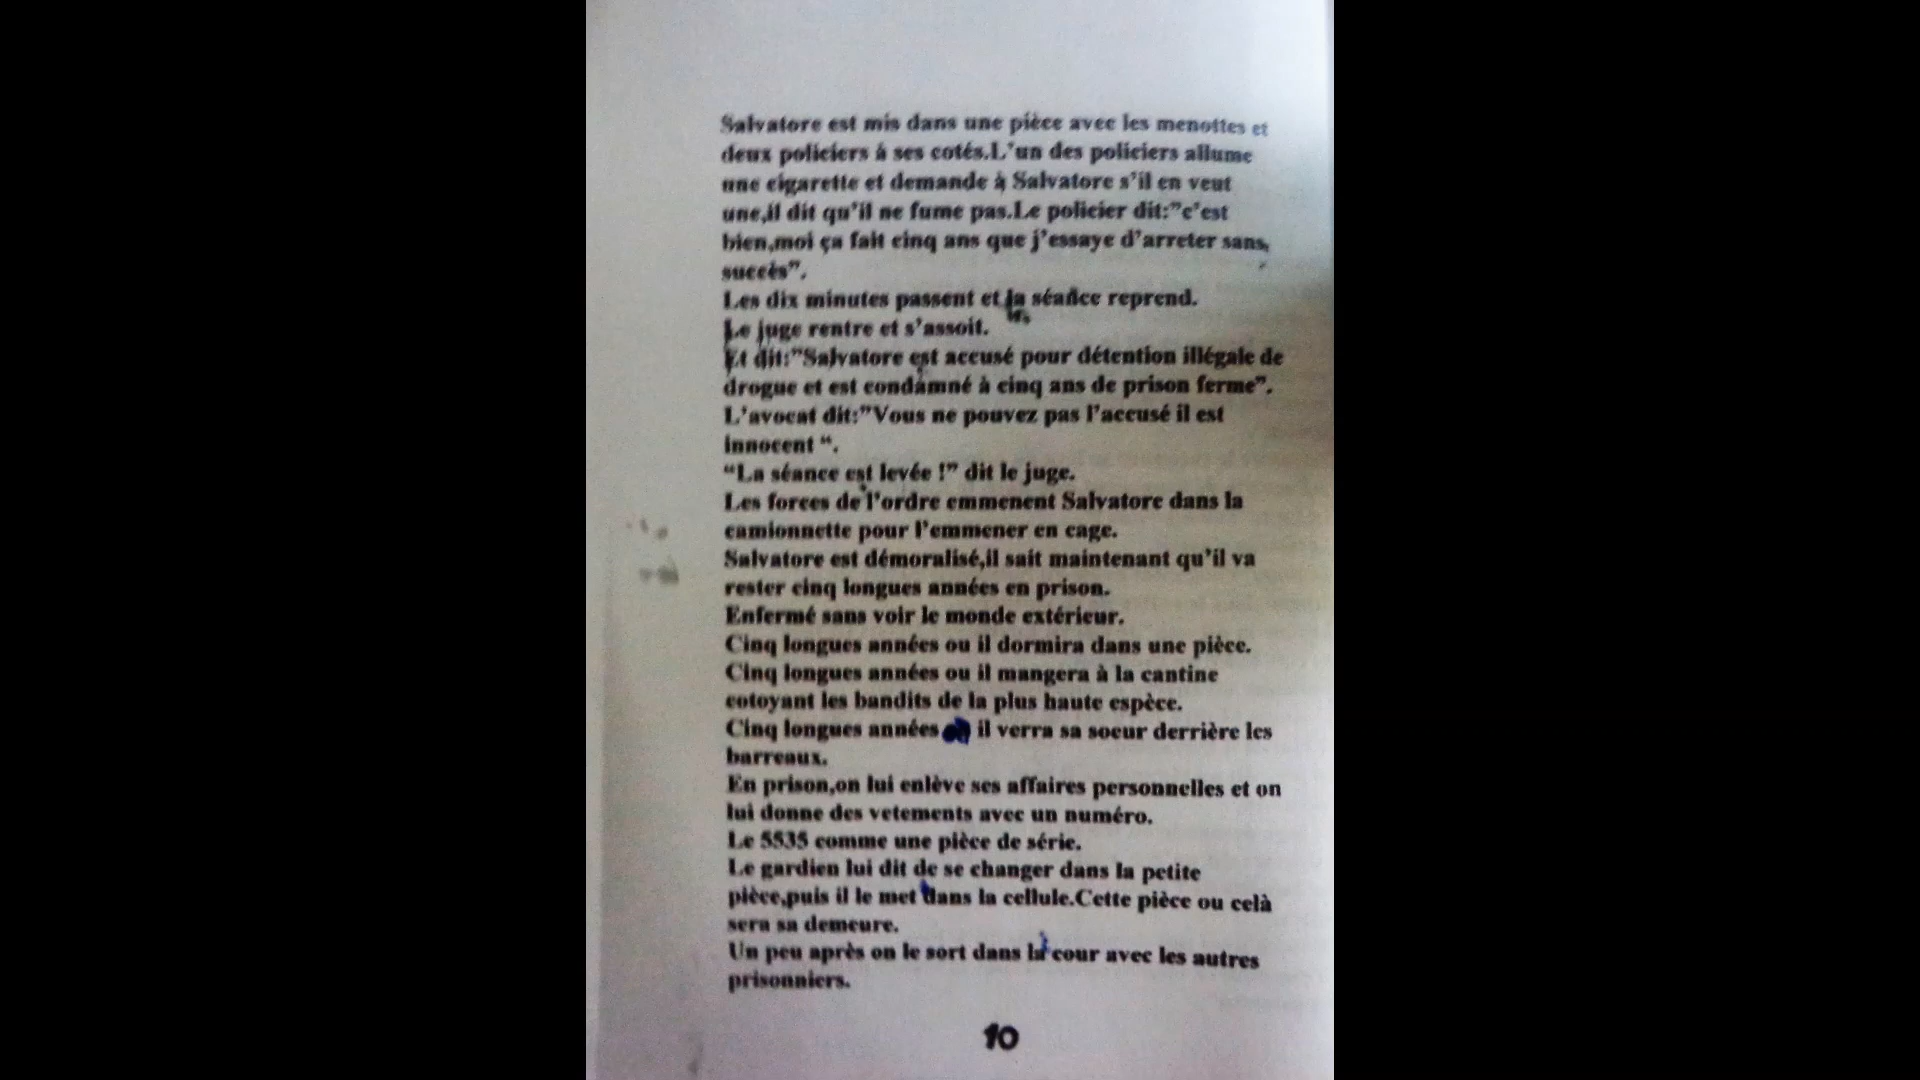 Salvatore est mis dans une pièce avec les menottes et
deux policiers à ses cotés.L'un des policiers allume
une cigarette et demande à Salvatore s'il en veut
une,il dit qu'il ne fume pas.Le policier dit:"c'est
bien,moi ça fait cinq ans que j'essaye d'arreter sans
succès".
Les dix minutes passent et la séance reprend.
Le juge rentre et s'assoit.
Et dit:"Salvatore est accusé pour détention illégale de
drogue et est condamné à cinq ans de prison ferme".
L'avocat dit:"Vous ne pouvez pas l'accusé il est
innocent “.
“La séance est levée !” dit le juge.
Les forces de l'ordre emmenent Salvatore dans la
camionnette pour l'emmener en cage.
Salvatore est démoralisé,il sait maintenant qu'il va
rester cinq longues années en prison.
Enfermé sans voir le monde extérieur.
Cinq longues années ou il dormira dans une pièce.
Cinq longues années ou il mangera à la cantine
cotoyant les bandits de la plus haute espèce.
Cinq longues années il verra sa soeur derrière les
barreaux.
En prison,on lui enlève ses affaires personnelles et on
lui donne des vetements avec un numéro.
Le 5535 comme une pièce de série.
Le gardien lui dit de se changer dans la petite
pièce,puis il le met dans la cellule.Cette pièce ou celà
sera sa demeure.
Un peu après on le sort dans la cour avec les autres
prisonniers.
10